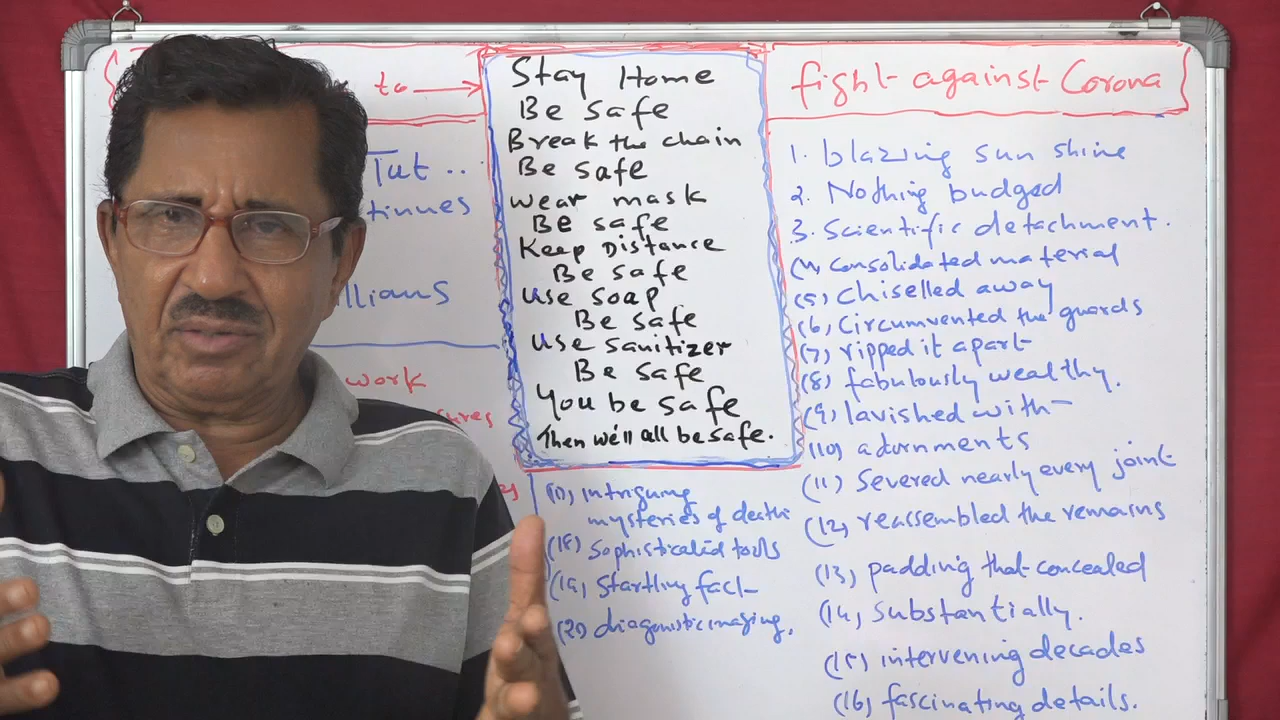 to
Stay Home
Be safe
Break the chain
Be safe
wear mask
Be safe
Keep Distance
Be safe
Use soap
Be safe
Use sanitizer
Be safe
You be safe
Then we'll all be safe.
fight against Corona
Tut ..
tinues
llians
work
ures
1. blazing sun shine
2. Nothing budged
3. Scientific detachment.
(4) Consolidated material
(5) Chiselled away
(6) Circumvented the guards
(7) ripped it apart
(8) fabulously wealthy.
(9) lavished with
(10) adornments
(11) Severed nearly every joint
(12) reassembled the remains
(13) padding that concealed
(14) Substantially.
(15) intervening decades
(16) fascinating details.
intriguing
mysteries of death
(18) Sophisticated tools
(19) Startling fact
(20) diagonistic imaging.